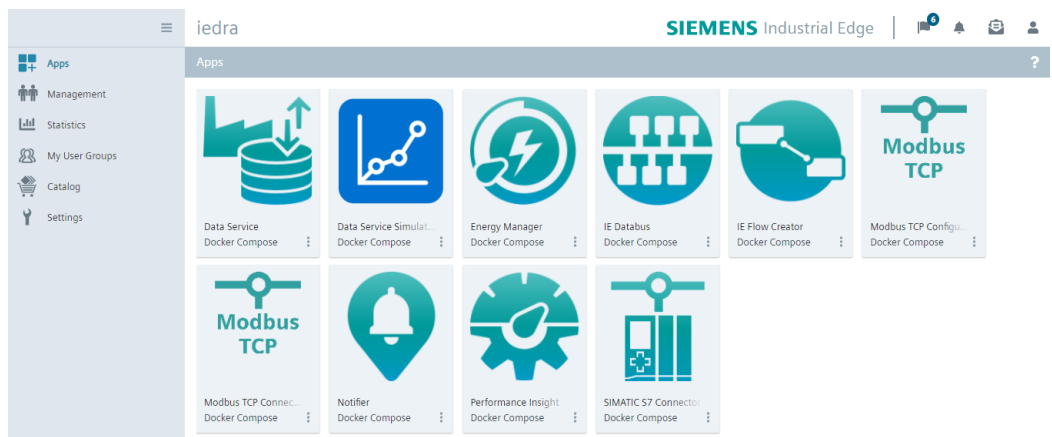 iedra
SIEMENS Industrial Edge
6
Apps
Management
Statistics
My User Groups
Catalog
Settings
Apps
?
Data Service
Docker Compose
Data Service Simulat...
Docker Compose
Energy Manager
Docker Compose
IE Databus
Docker Compose
IE Flow Creator
Docker Compose
Modbus
TCP
Modbus TCP Configu...
Docker Compose
Modbus
TCP
Modbus TCP Connec...
Docker Compose
Notifier
Docker Compose
Performance Insight
Docker Compose
SIMATIC S7 Connector
Docker Compose